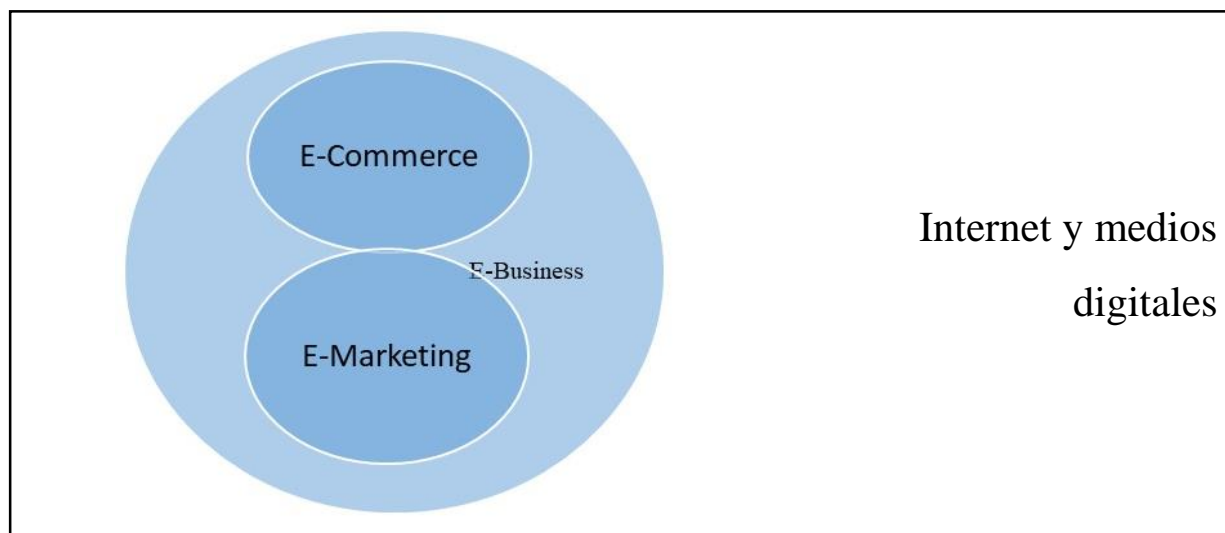 E-Commerce
E-Business
E-Marketing
Internet y medios
digitales